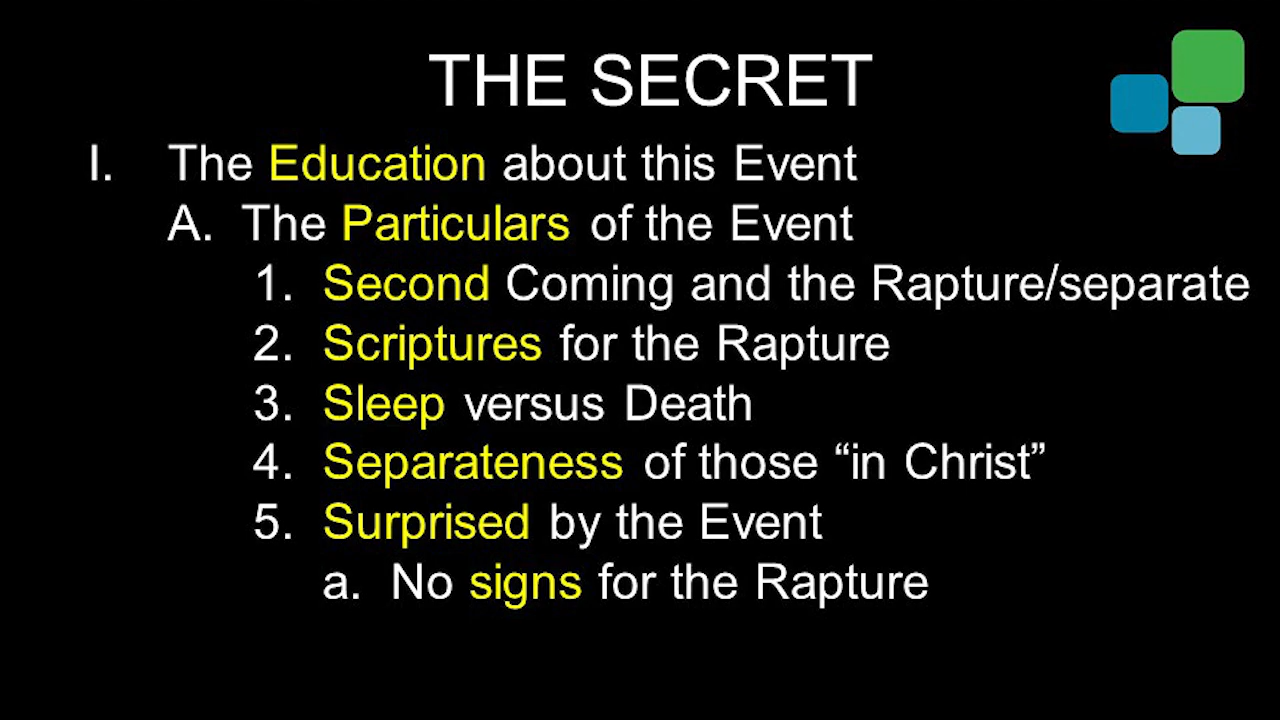 THE SECRET
I. The Education about this Event
A. The Particulars of the Event
1. Second Coming and the Rapture/separate
2. Scriptures for the Rapture
3. Sleep versus Death
4. Separateness of those “in Christ”
5. Surprised by the Event
a. No signs for the Rapture